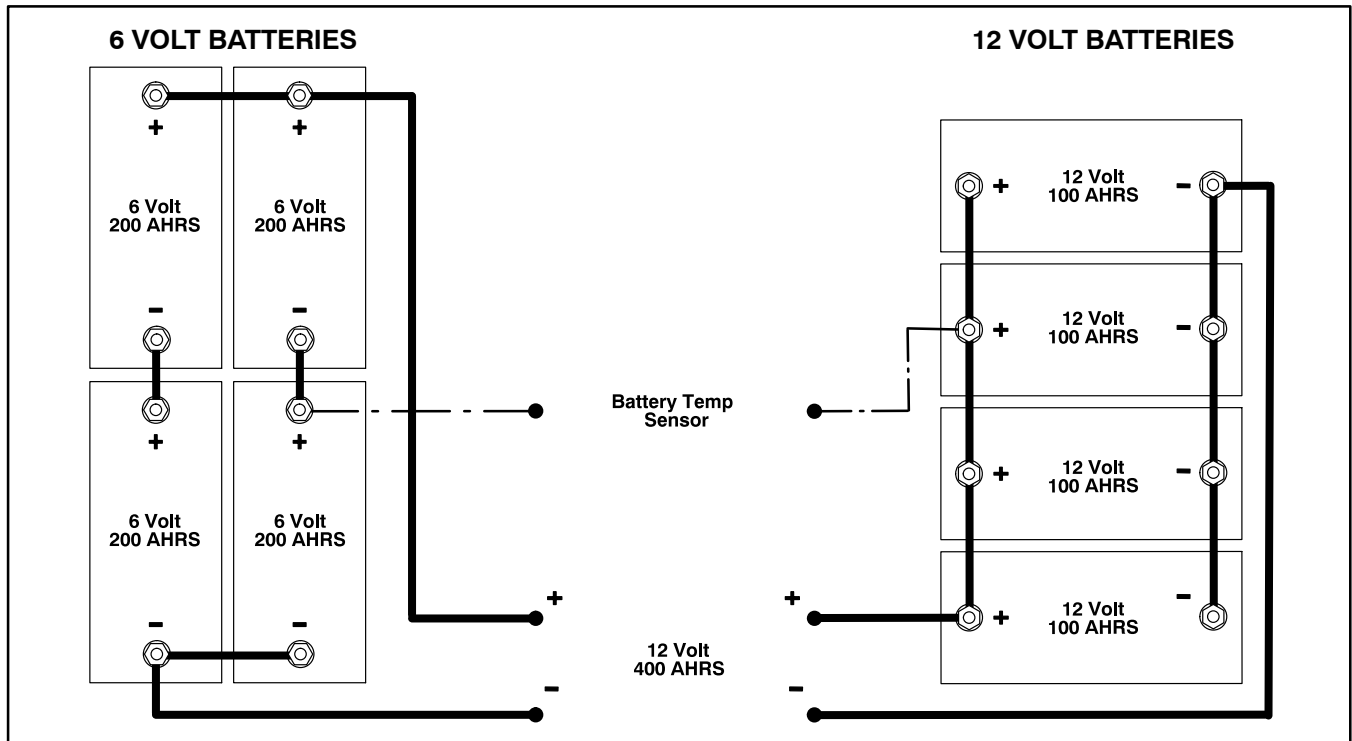 6 VOLT BATTERIES
+
+
6 Volt
200 AHRS
6 Volt
200 AHRS
-
-
+
+
6 Volt
200 AHRS
6 Volt
200 AHRS
-
-
Battery Temp
Sensor
+
+
12 Volt
400 AHRS
-
-
12 VOLT BATTERIES
+
12 Volt
100 AHRS
-
+
12 Volt
100 AHRS
-
+
12 Volt
100 AHRS
-
+
12 Volt
100 AHRS
-